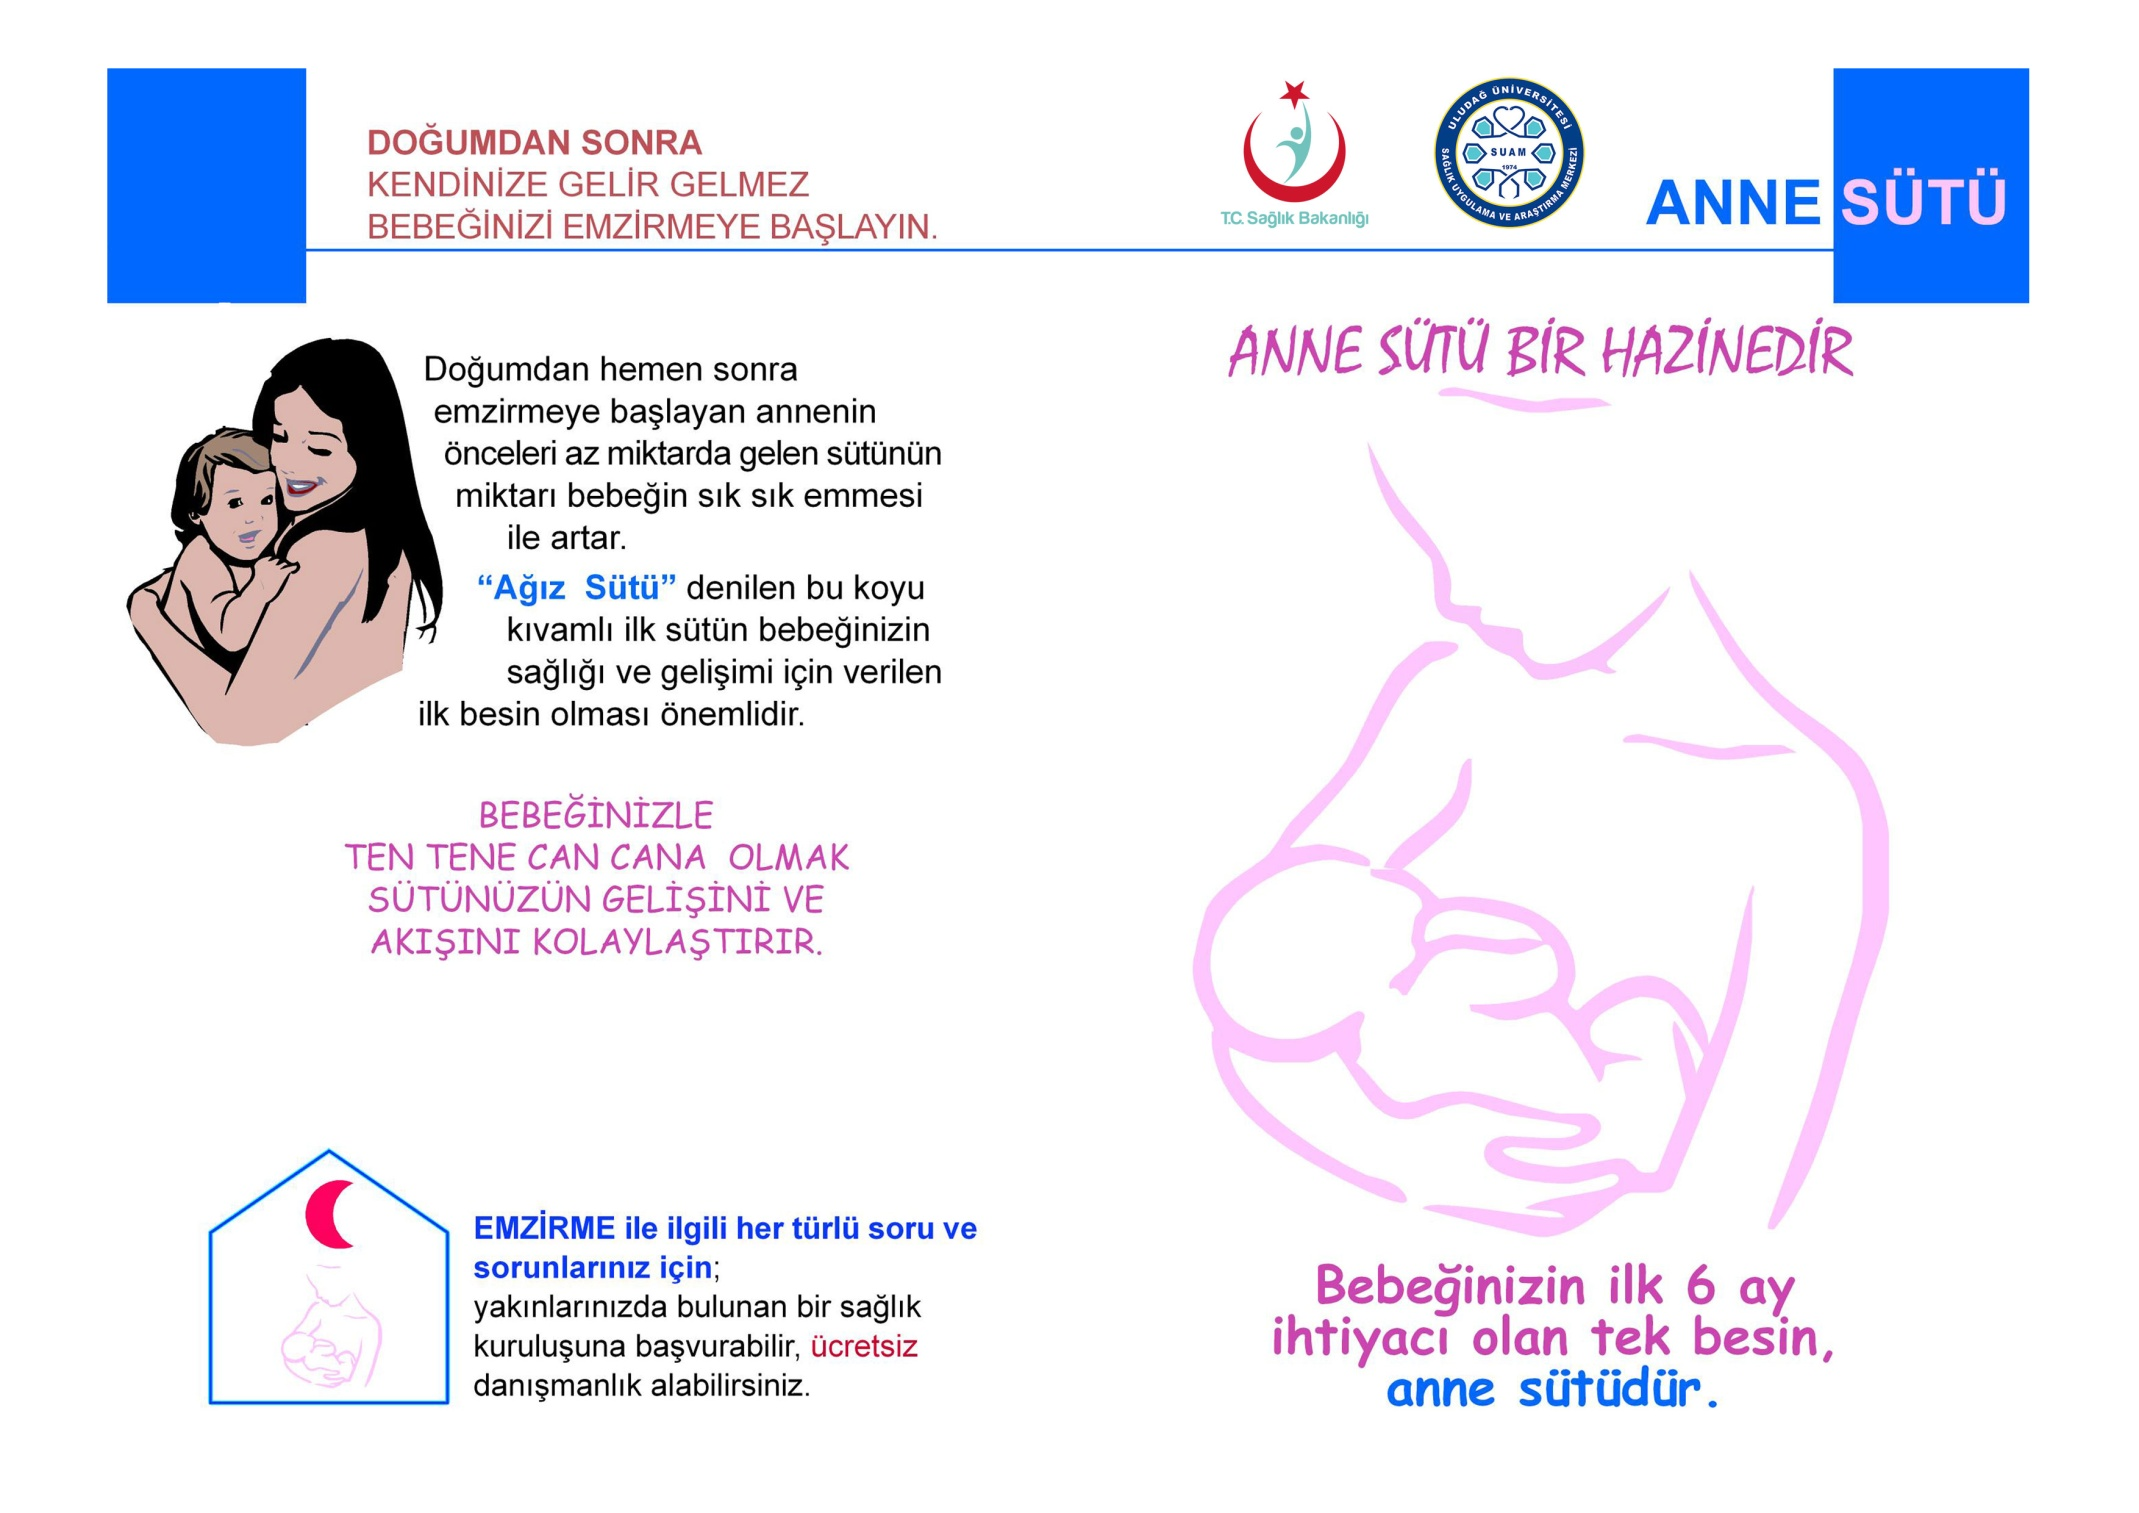 DOĞUMDAN SONRA
KENDİNİZE GELİR GELMEZ
BEBEĞİNİZİ EMZİRMEYE BAŞLAYIN.
Doğumdan hemen sonra
emzirmeye başlayan annenin
önceleri az miktarda gelen sütünün
miktarı bebeğin sık sık emmesi
ile artar.
“Ağız Sütü” denilen bu koyu
kıvamlı ilk sütün bebeğinizin
sağlığı ve gelişimi için verilen
ilk besin olması önemlidir.
BEBEĞİNİZLE
TEN TENE CAN CANA OLMAK
SÜTÜNÜZÜN GELİŞİNİ VE
AKIŞINI KOLAYLAŞTIRIR.
EMZİRME ile ilgili her türlü soru ve
sorunlarınız için;
yakınlarınızda bulunan bir sağlık
kuruluşuna başvurabilir, ücretsiz
danışmanlık alabilirsiniz.
T.C. Sağlık Bakanlığı
ULUDAĞ ÜNİVERSİTESİ
SUAM
1974
SAĞLIK UYGULAMA VE ARAŞTIRMA MERKEZİ
ANNE SÜTÜ
ANNE SÜTÜ BİR HAZİNEDİR
Bebeğinizin ilk 6 ay
ihtiyacı olan tek besin,
anne sütüdür.